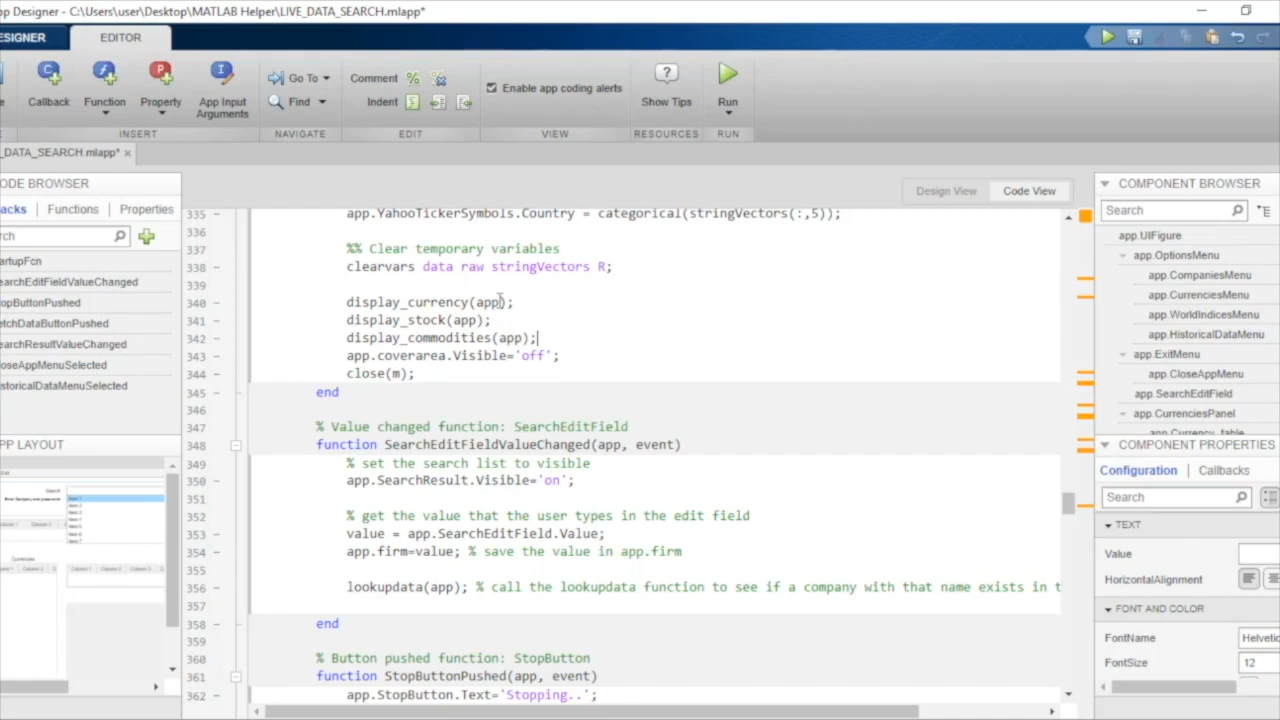 p Designer - C:\Users\user\Desktop\MATLAB Helper\LIVE_DATA_SEARCH.mlapp*
ESIGNER
EDITOR
Callback
Function
Property
App Input
Arguments
Go To
Find
Comment
Indent
Enable app coding alerts
Show Tips
Run
INSERT
NAVIGATE
EDIT
VIEW
RESOURCES
RUN
_DATA_SEARCH.mlapp* ×
ODE BROWSER
acks
Functions
Properties
rch
artupFcn
earchEditFieldValueChanged
topButtonPushed
etchDataButtonPushed
earchResultValueChanged
loseAppMenuSelected
istoricalDataMenuSelected
PP LAYOUT
Design View
Code View
335 app.YahooTickerSymbols.Country = categorical(stringVectors(:,5));
336
337 %% Clear temporary variables
338 clearvars data raw stringVectors R;
339
340 display_currency(app);
341 display_stock(app);
342 display_commodities(app);
343 app.coverarea.Visible='off';
344 close(m);
345 end
346
347 % Value changed function: SearchEditField
348 function SearchEditFieldValueChanged(app, event)
349 % set the search list to visible
350 app.SearchResult.Visible='on';
351
352 % get the value that the user types in the edit field
353 value = app.SearchEditField.Value;
354 app.firm=value; % save the value in app.firm
355
356 lookupdata(app); % call the lookupdata function to see if a company with that name exists in t
357
358 end
359
360 % Button pushed function: StopButton
361 function StopButtonPushed(app, event)
362 app.StopButton.Text='Stopping..';
COMPONENT BROWSER
Search
app.UIFigure
app.OptionsMenu
app.CompaniesMenu
app.CurrenciesMenu
app.WorldIndicesMenu
app.HistoricalDataMenu
app.ExitMenu
app.CloseAppMenu
app.SearchEditField
app.CurrenciesPanel
app.Currency_table
COMPONENT PROPERTIES
Configuration
Callbacks
Search
TEXT
Value
HorizontalAlignment
FONT AND COLOR
FontName
Helvetic
FontSize
12